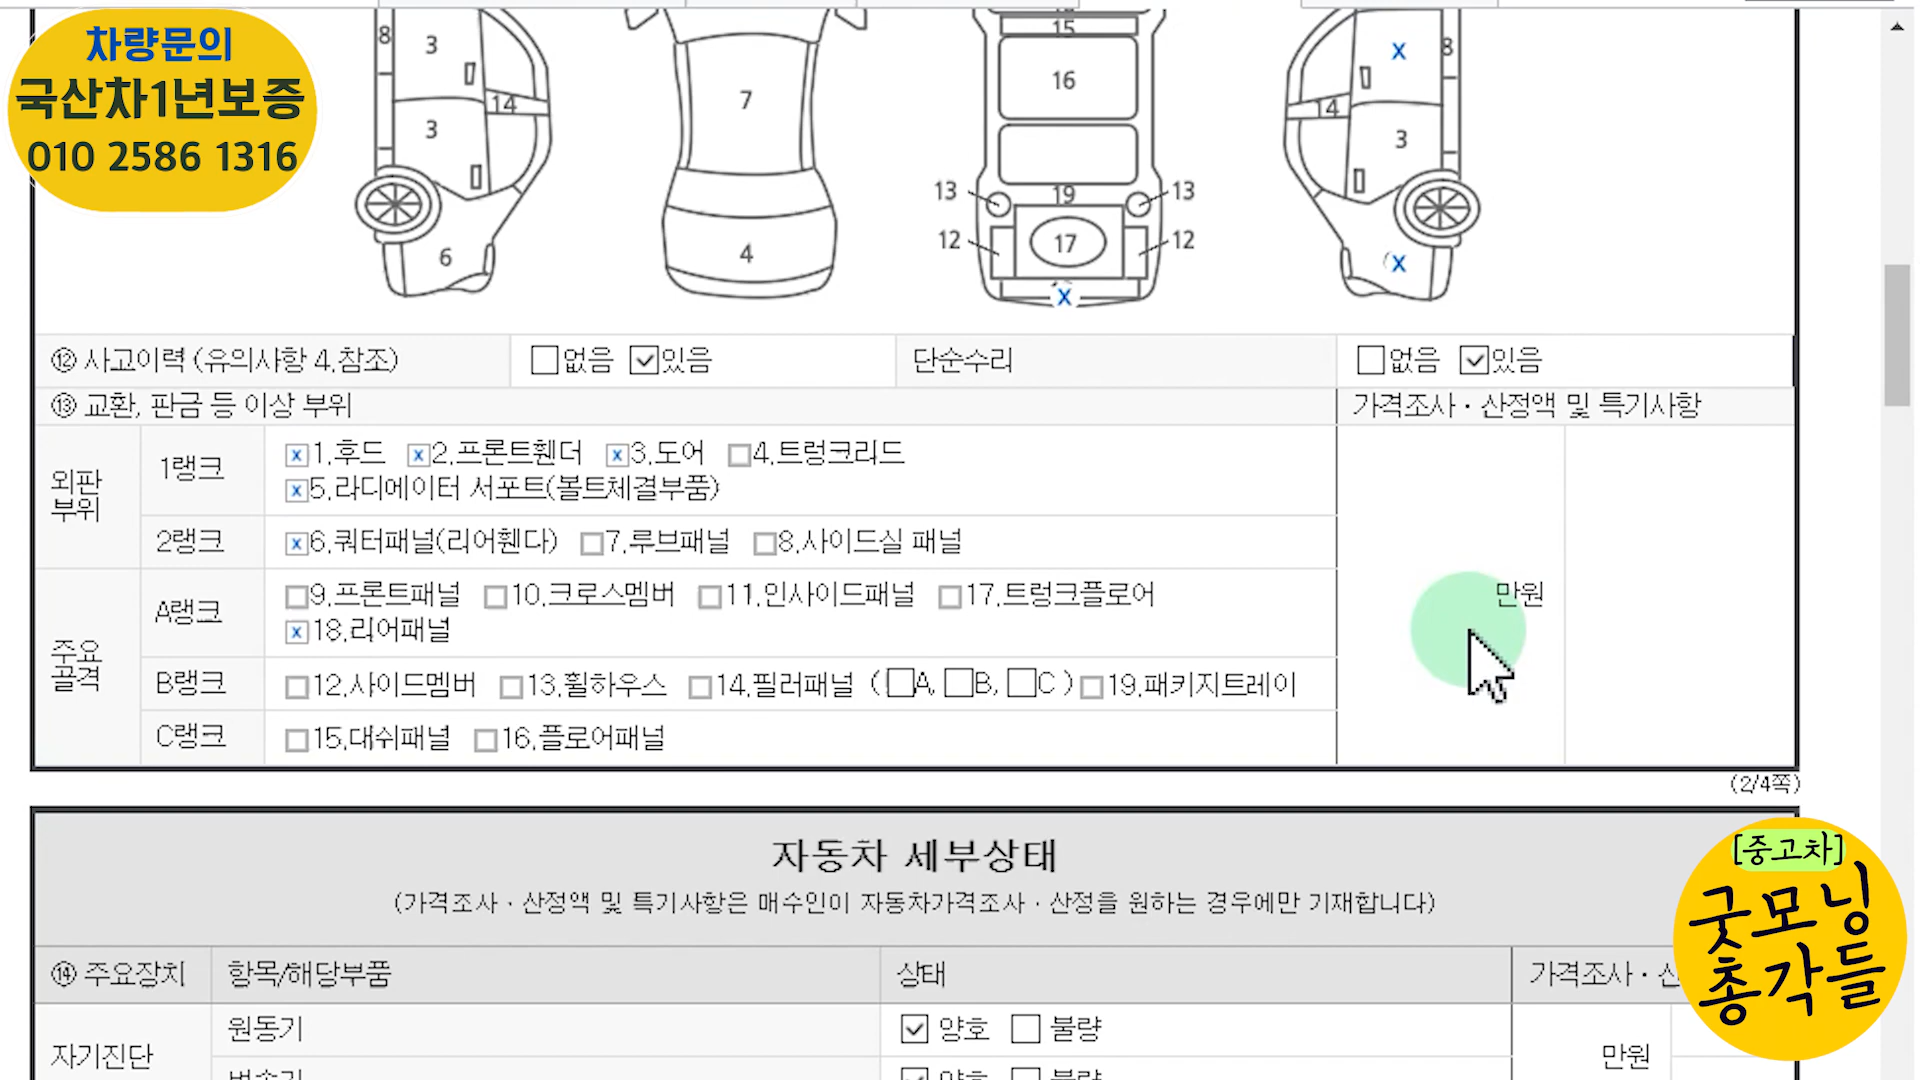 차량문의
국산차1년보증
010 2586 1316
8 3 14 3 6
7 4
15 16 13 19 13 12 17 12 X
X 8 14 3 X
⑫ 사고이력 (유의사항 4.참조) 없음 있음 단순수리 없음 있음
⑬ 교환, 판금 등 이상 부위 가격조사·산정액 및 특기사항
외판부위 1랭크 X 1.후드 X 2.프론트휀더 X 3.도어 4.트렁크리드
X 5.라디에이터 서포트(볼트체결부품)
2랭크 X 6.쿼터패널(리어휀다) 7.루브패널 8.사이드실 패널
주요골격 A랭크 9.프론트패널 10.크로스멤버 11.인사이드패널 17.트렁크플로어 만원
X 18.리어패널
B랭크 12.사이드멤버 13.휠하우스 14.필러패널 ( A, B, C ) 19.패키지트레이
C랭크 15.대쉬패널 16.플로어패널
(2/4쪽)
자동차 세부상태
(가격조사·산정액 및 특기사항은 매수인이 자동차가격조사·산정을 원하는 경우에만 기재합니다)
[중고차]
굿모닝
총각들
⑭ 주요장치 항목/해당부품 상태 가격조사·산
자기진단 원동기 양호 불량 만원